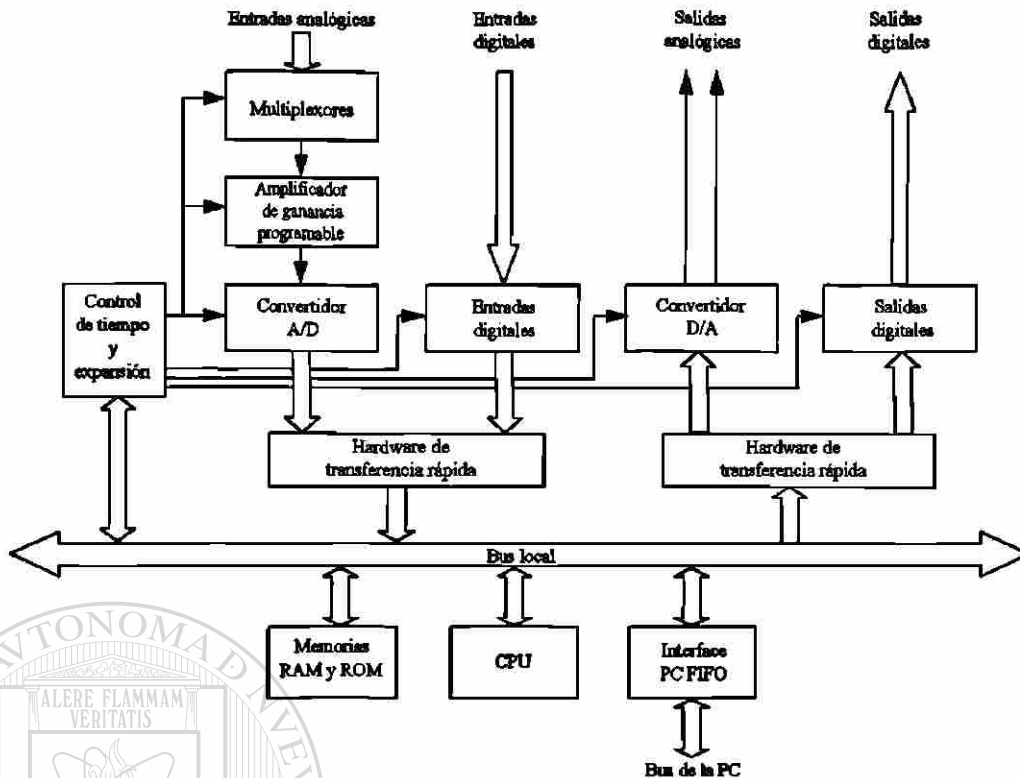 Entradas analógicas
Entradas
digitales
Salidas
analógicas
Salidas
digitales
Multiplexores
Amplificador
de ganancia
programable
Control
de tiempo
y
expansión
Convertidor
A/D
Entradas
digitales
Convertidor
D/A
Salidas
digitales
Hardware de
transferencia rápida
Hardware de
transferencia rápida
Bus local
Memorias
RAM y ROM
CPU
Interface
PC FIFO
Bus de la PC
ALERE FLAMMAM
VERITATIS